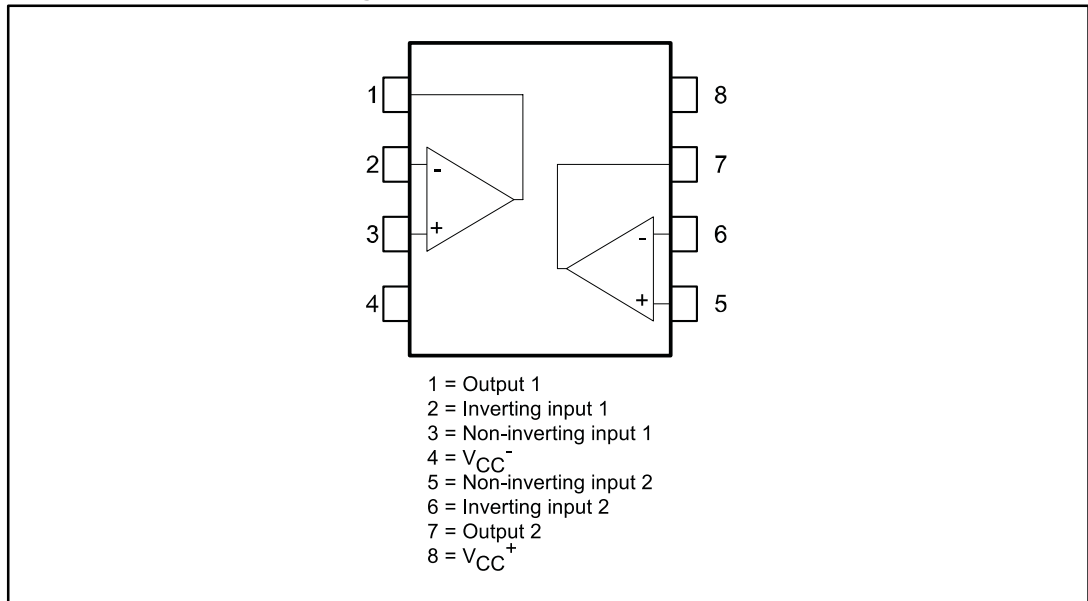 1
8
2
-
7
3
+
-
6
4
+
5
1 = Output 1
2 = Inverting input 1
3 = Non-inverting input 1
4 = VCC-
5 = Non-inverting input 2
6 = Inverting input 2
7 = Output 2
8 = VCC+